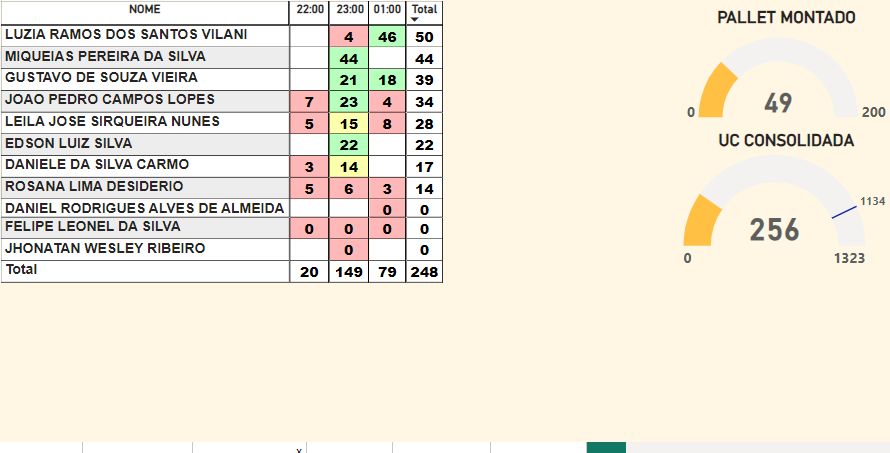 NOME 22:00 23:00 01:00 Total
LUZIA RAMOS DOS SANTOS VILANI 4 46 50
MIQUEIAS PEREIRA DA SILVA 44 44
GUSTAVO DE SOUZA VIEIRA 21 18 39
JOAO PEDRO CAMPOS LOPES 7 23 4 34
LEILA JOSE SIRQUEIRA NUNES 5 15 8 28
EDSON LUIZ SILVA 22 22
DANIELE DA SILVA CARMO 3 14 17
ROSANA LIMA DESIDERIO 5 6 3 14
DANIEL RODRIGUES ALVES DE ALMEIDA 0 0
FELIPE LEONEL DA SILVA 0 0 0 0
JHONATAN WESLEY RIBEIRO 0 0
Total 20 149 79 248
PALLET MONTADO
49
0 200
UC CONSOLIDADA
1134
256
0 1323
x